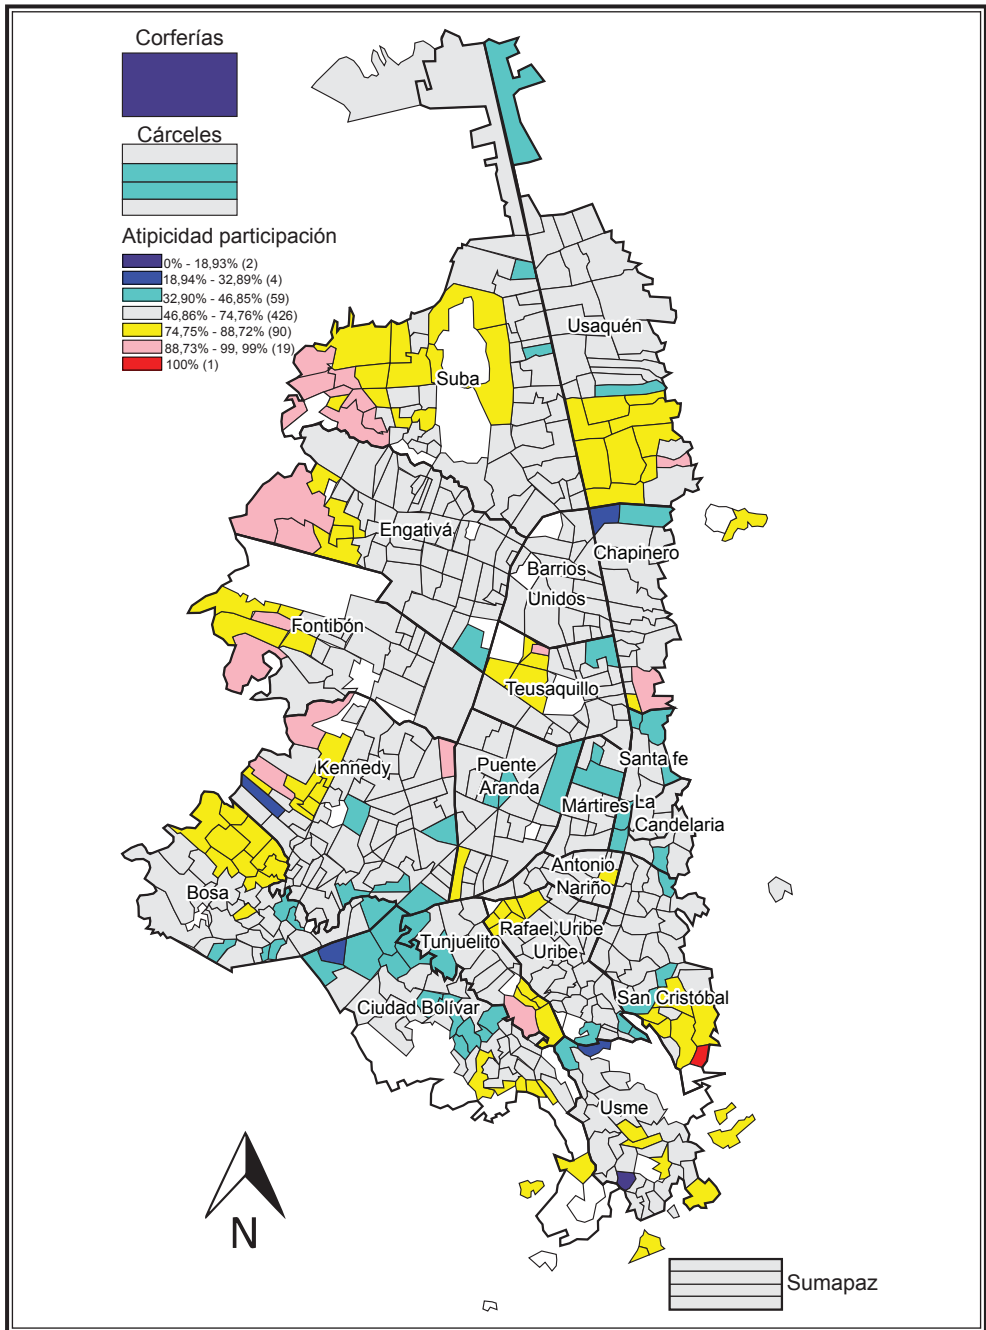 Corferías
Cárceles
Atipicidad participación
0% - 18,93% (2)
18,94% - 32,89% (4)
32,90% - 46,85% (59)
46,86% - 74,76% (426)
74,75% - 88,72% (90)
88,73% - 99, 99% (19)
100% (1)
Usaquén
Suba
Engativá
Chapinero
Barrios
Unidos
Fontibón
Teusaquillo
Santa fe
Kennedy
Puente
Aranda
Mártires
La
Candelaria
Antonio
Nariño
Bosa
Rafael Uribe
Uribe
Tunjuelito
San Cristóbal
Ciudad Bolívar
Usme
N
Sumapaz